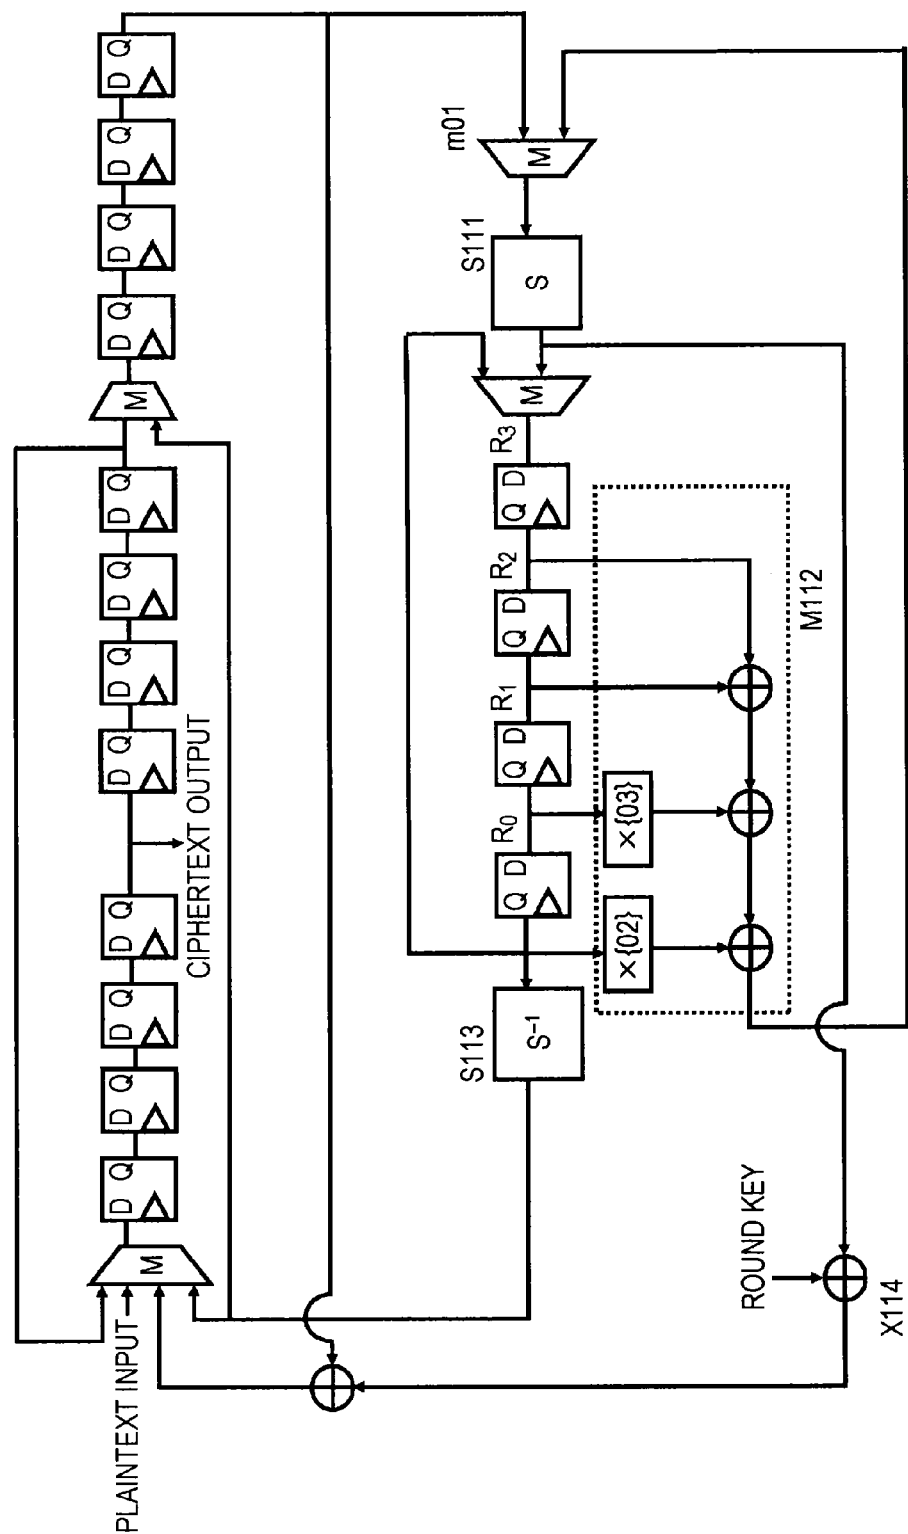 PLAINTEXT INPUT
M
D Q
D Q
D Q
D Q
CIPHERTEXT OUTPUT
D Q
D Q
D Q
D Q
M
D Q
D Q
D Q
D Q
m01
M
S111
S
M
R₃
Q D
R₂
Q D
R₁
Q D
R₀
Q D
S113
S⁻¹
×{02}
×{03}
M112
ROUND KEY
X114